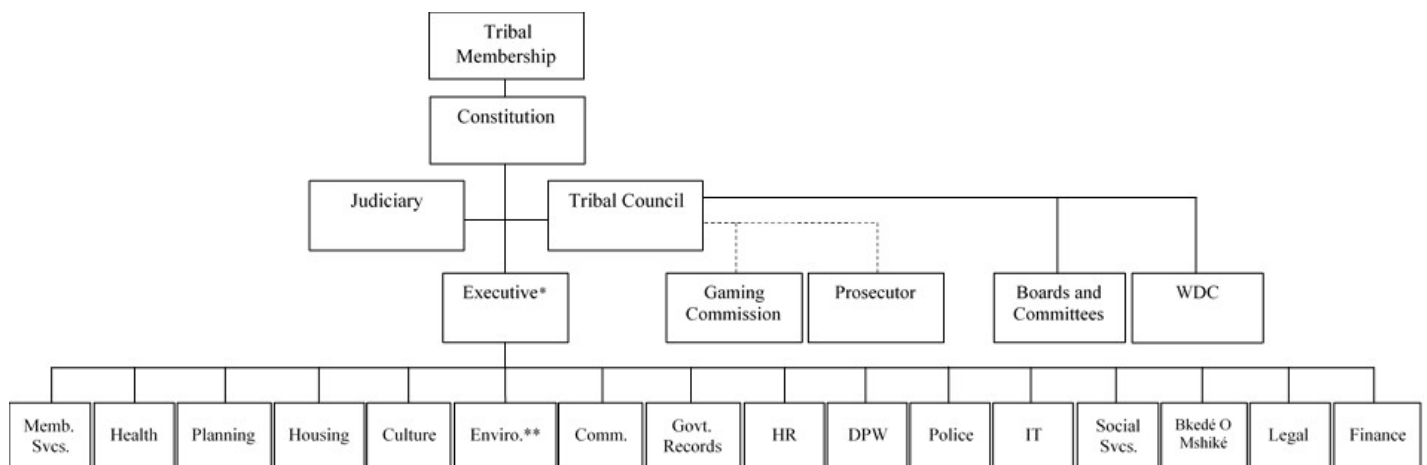 Tribal
Membership
Constitution
Judiciary
Tribal Council
Executive*
Gaming
Commission
Prosecutor
Boards and
Committees
WDC
Memb.
Svcs.
Health
Planning
Housing
Culture
Enviro.**
Comm.
Govt.
Records
HR
DPW
Police
IT
Social
Svcs.
Bkedé O
Mshiké
Legal
Finance